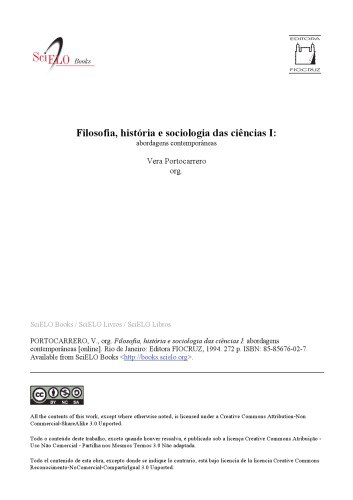 SciELO Books
EDITORA
FIOCRUZ
Filosofia, história e sociologia das ciências I:
abordagens contemporâneas
Vera Portocarrero
org.
SciELO Books / SciELO Livros / SciELO Libros
PORTOCARRERO, V., org. Filosofia, história e sociologia das ciências I: abordagens
contemporâneas [online]. Rio de Janeiro: Editora FIOCRUZ, 1994. 272 p. ISBN: 85-85676-02-7.
Available from SciELO Books <http://books.scielo.org>.
cc
BY NC SA
All the contents of this work, except where otherwise noted, is licensed under a Creative Commons Attribution-Non
Commercial-ShareAlike 3.0 Unported.
Todo o conteúdo deste trabalho, exceto quando houver ressalva, é publicado sob a licença Creative Commons Atribuição -
Uso Não Comercial - Partilha nos Mesmos Termos 3.0 Não adaptada.
Todo el contenido de esta obra, excepto donde se indique lo contrario, está bajo licencia de la licencia Creative Commons
Reconocimento-NoComercial-CompartirIgual 3.0 Unported.